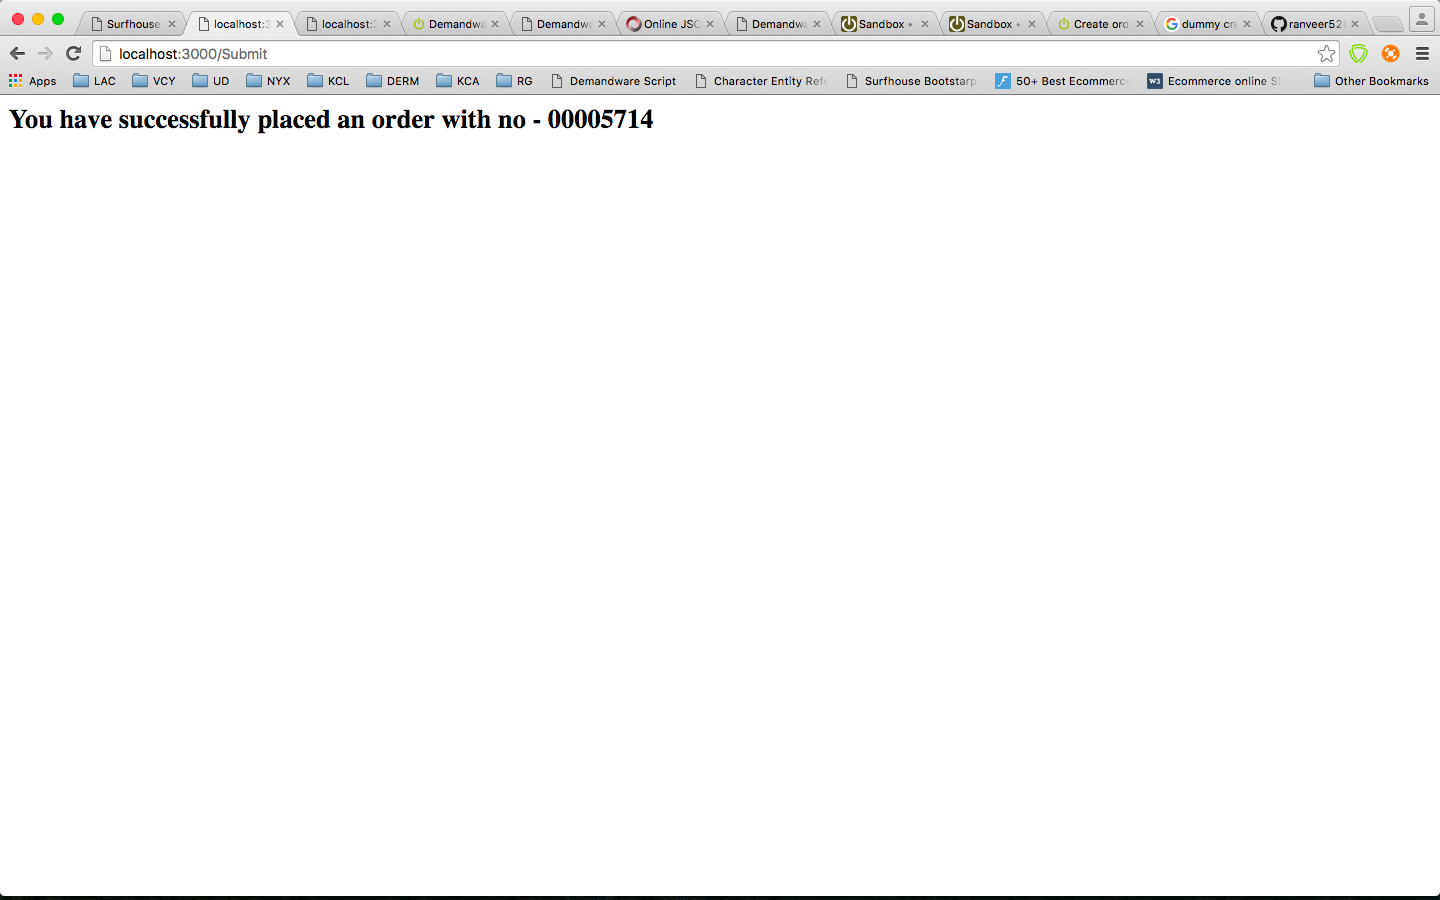 Surfhouse
localhost:3
localhost:3
Demandwa
Demandwa
Online JSO
Demandwa
Sandbox
Sandbox
Create ord
dummy cre
ranveer528
localhost:3000/Submit
Apps LAC VCY UD NYX KCL DERM KCA RG Demandware Script Character Entity Refe Surfhouse Bootstarp 50+ Best Ecommerce Ecommerce online Sh Other Bookmarks
You have successfully placed an order with no - 00005714